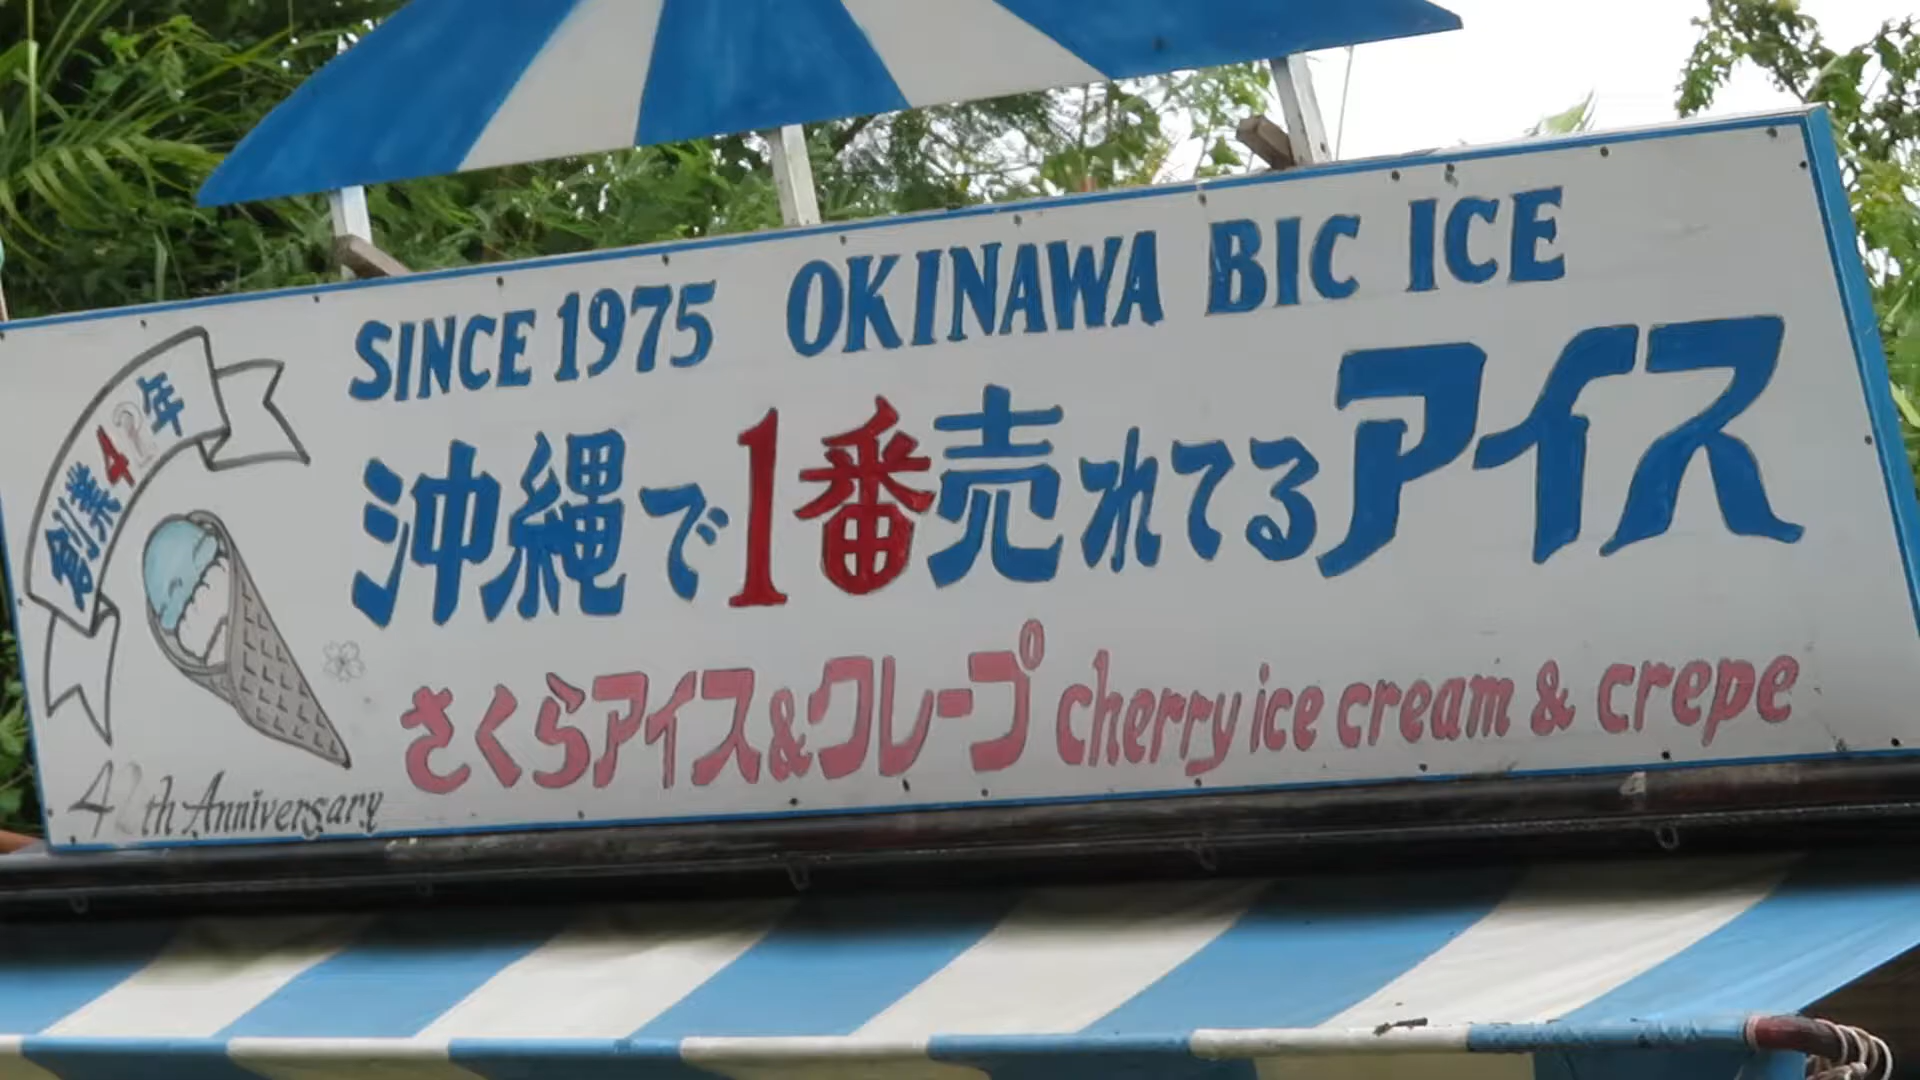 SINCE 1975 OKINAWA BIC ICE
沖縄で1番売れてるアイス
さくらアイス&クレープ cherry ice cream & crepe
創業42年
42th Anniversary